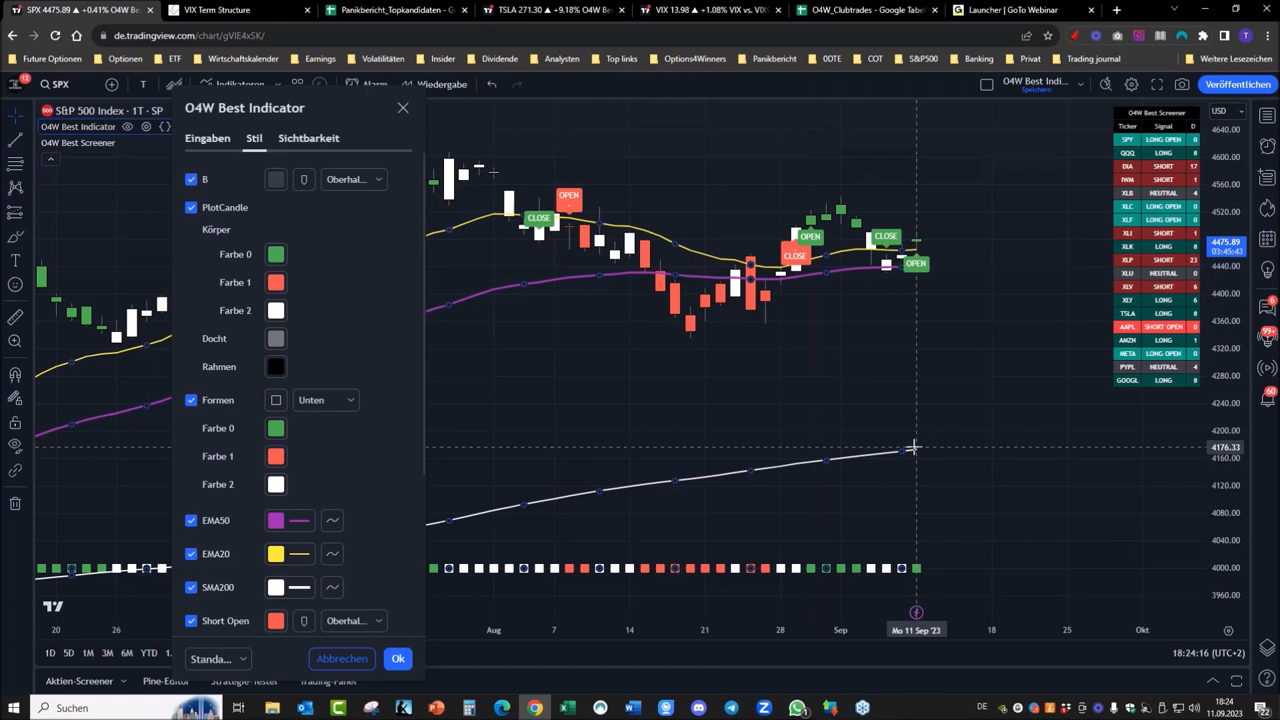 SPX 4475.89 ▲ +0.41% O4W Be
VIX Term Structure
Panikbericht_Topkandidaten -
TSLA 271.30 ▲ +9.18% O4W Be
VIX 13.98 ▲ +1.08% VIX vs.
O4W_Clubtrades - Google Tabel
Launcher | GoTo Webinar
de.tradingview.com/chart/gVIE4xSK/
Future Optionen
Optionen
ETF
Wirtschaftskalender
Earnings
Volatilitäten
Insider
Dividende
Analysten
Top links
Options4Winners
Panikbericht
0DTE
COT
S&P500
Banking
Privat
Trading journal
Weitere Lesezeichen
12
SPX
Indikatoren
Alarm
Wiedergabe
O4W Best Indi...
Speichern
Veröffentlichen
S&P 500 Index · 1T · SP
O4W Best Indicator
O4W Best Screener
O4W Best Indicator
Eingaben
Stil
Sichtbarkeit
B
Oberhal...
PlotCandle
Körper
Farbe 0
Farbe 1
Farbe 2
Docht
Rahmen
Formen
Unten
Farbe 0
Farbe 1
Farbe 2
EMA50
EMA20
SMA200
Short Open
Oberhal...
Standa...
Abbrechen
Ok
CLOSE
OPEN
CLOSE
OPEN
CLOSE
OPEN
O4W Best Screener
Ticker Signal D
SPY LONG OPEN 0
QQQ LONG 8
DIA SHORT 17
IWM SHORT 1
XLB NEUTRAL 4
XLC LONG OPEN 0
XLF LONG OPEN 0
XLI SHORT 1
XLK LONG 8
XLP SHORT 23
XLU NEUTRAL 0
XLV SHORT 6
XLY LONG 6
TSLA LONG 8
AAPL SHORT OPEN 0
AMZN LONG 1
META LONG OPEN 0
PYPL NEUTRAL 4
GOOGL LONG 8
USD
4640.00
4600.00
4560.00
4520.00
4475.89
03:45:43
4440.00
4400.00
4360.00
4320.00
4280.00
4240.00
4200.00
4176.33
4160.00
4120.00
4080.00
4040.00
4000.00
3960.00
6
99+
60
20
26
Aug
7
14
21
28
Sep
Mo 11 Sep '23
18
25
Okt
1D 5D 1M 3M 6M YTD
18:24:16 (UTC+2)
Aktien-Screener
Pine-Editor
Strategie-Tester
Trading-Panel
Suchen
DE
18:24
11.09.2023